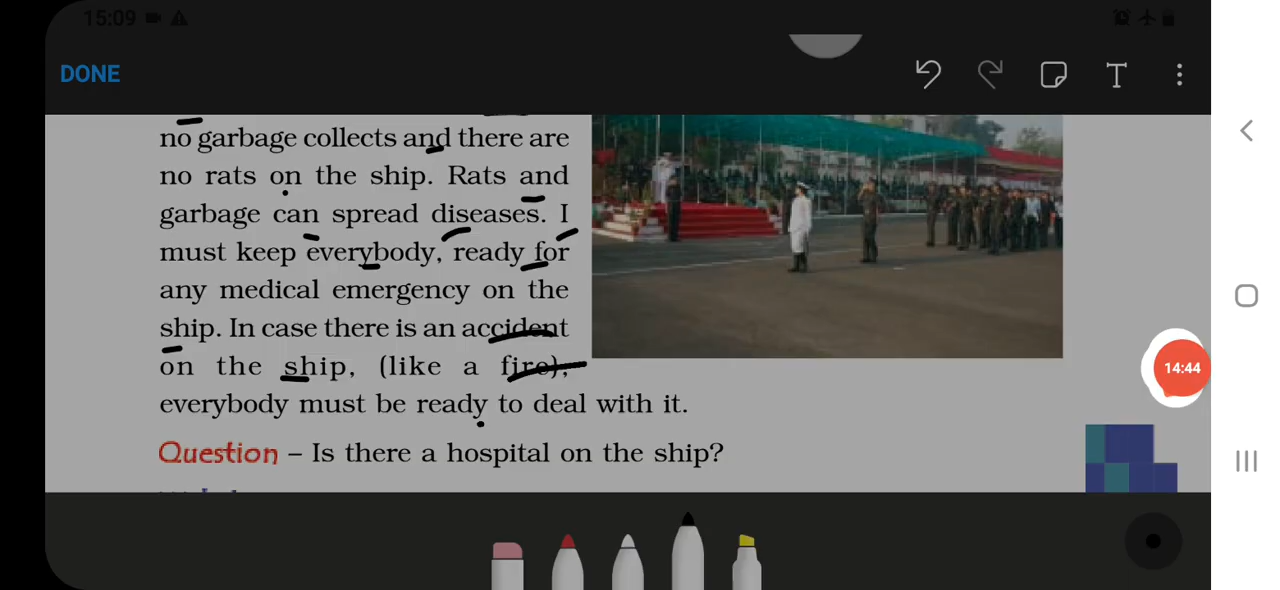 15:09
DONE
T
no garbage collects and there are
no rats on the ship. Rats and
garbage can spread diseases. I
must keep everybody, ready for
any medical emergency on the
ship. In case there is an accident
on the ship, (like a fire),
everybody must be ready to deal with it.
Question – Is there a hospital on the ship?
14:44